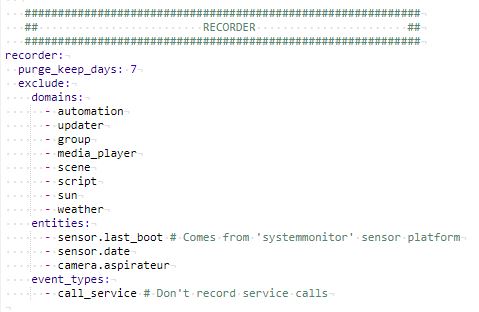 ############################################################
## RECORDER ##
############################################################
recorder:
  purge_keep_days: 7
  exclude:
    domains:
      - automation
      - updater
      - group
      - media_player
      - scene
      - script
      - sun
      - weather
    entities:
      - sensor.last_boot # Comes from 'systemmonitor' sensor platform
      - sensor.date
      - camera.aspirateur
    event_types:
      - call_service # Don't record service calls